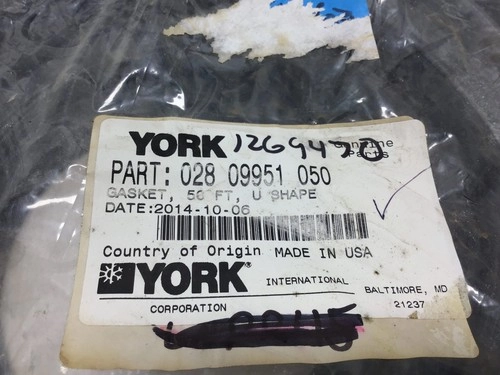 YORK 1269470 Genuine Parts
PART: 028 09951 050
GASKET, 50 FT, U SHAPE
DATE:2014-10-06
Country of Origin MADE IN USA
YORK® INTERNATIONAL BALTIMORE, MD
CORPORATION 21237